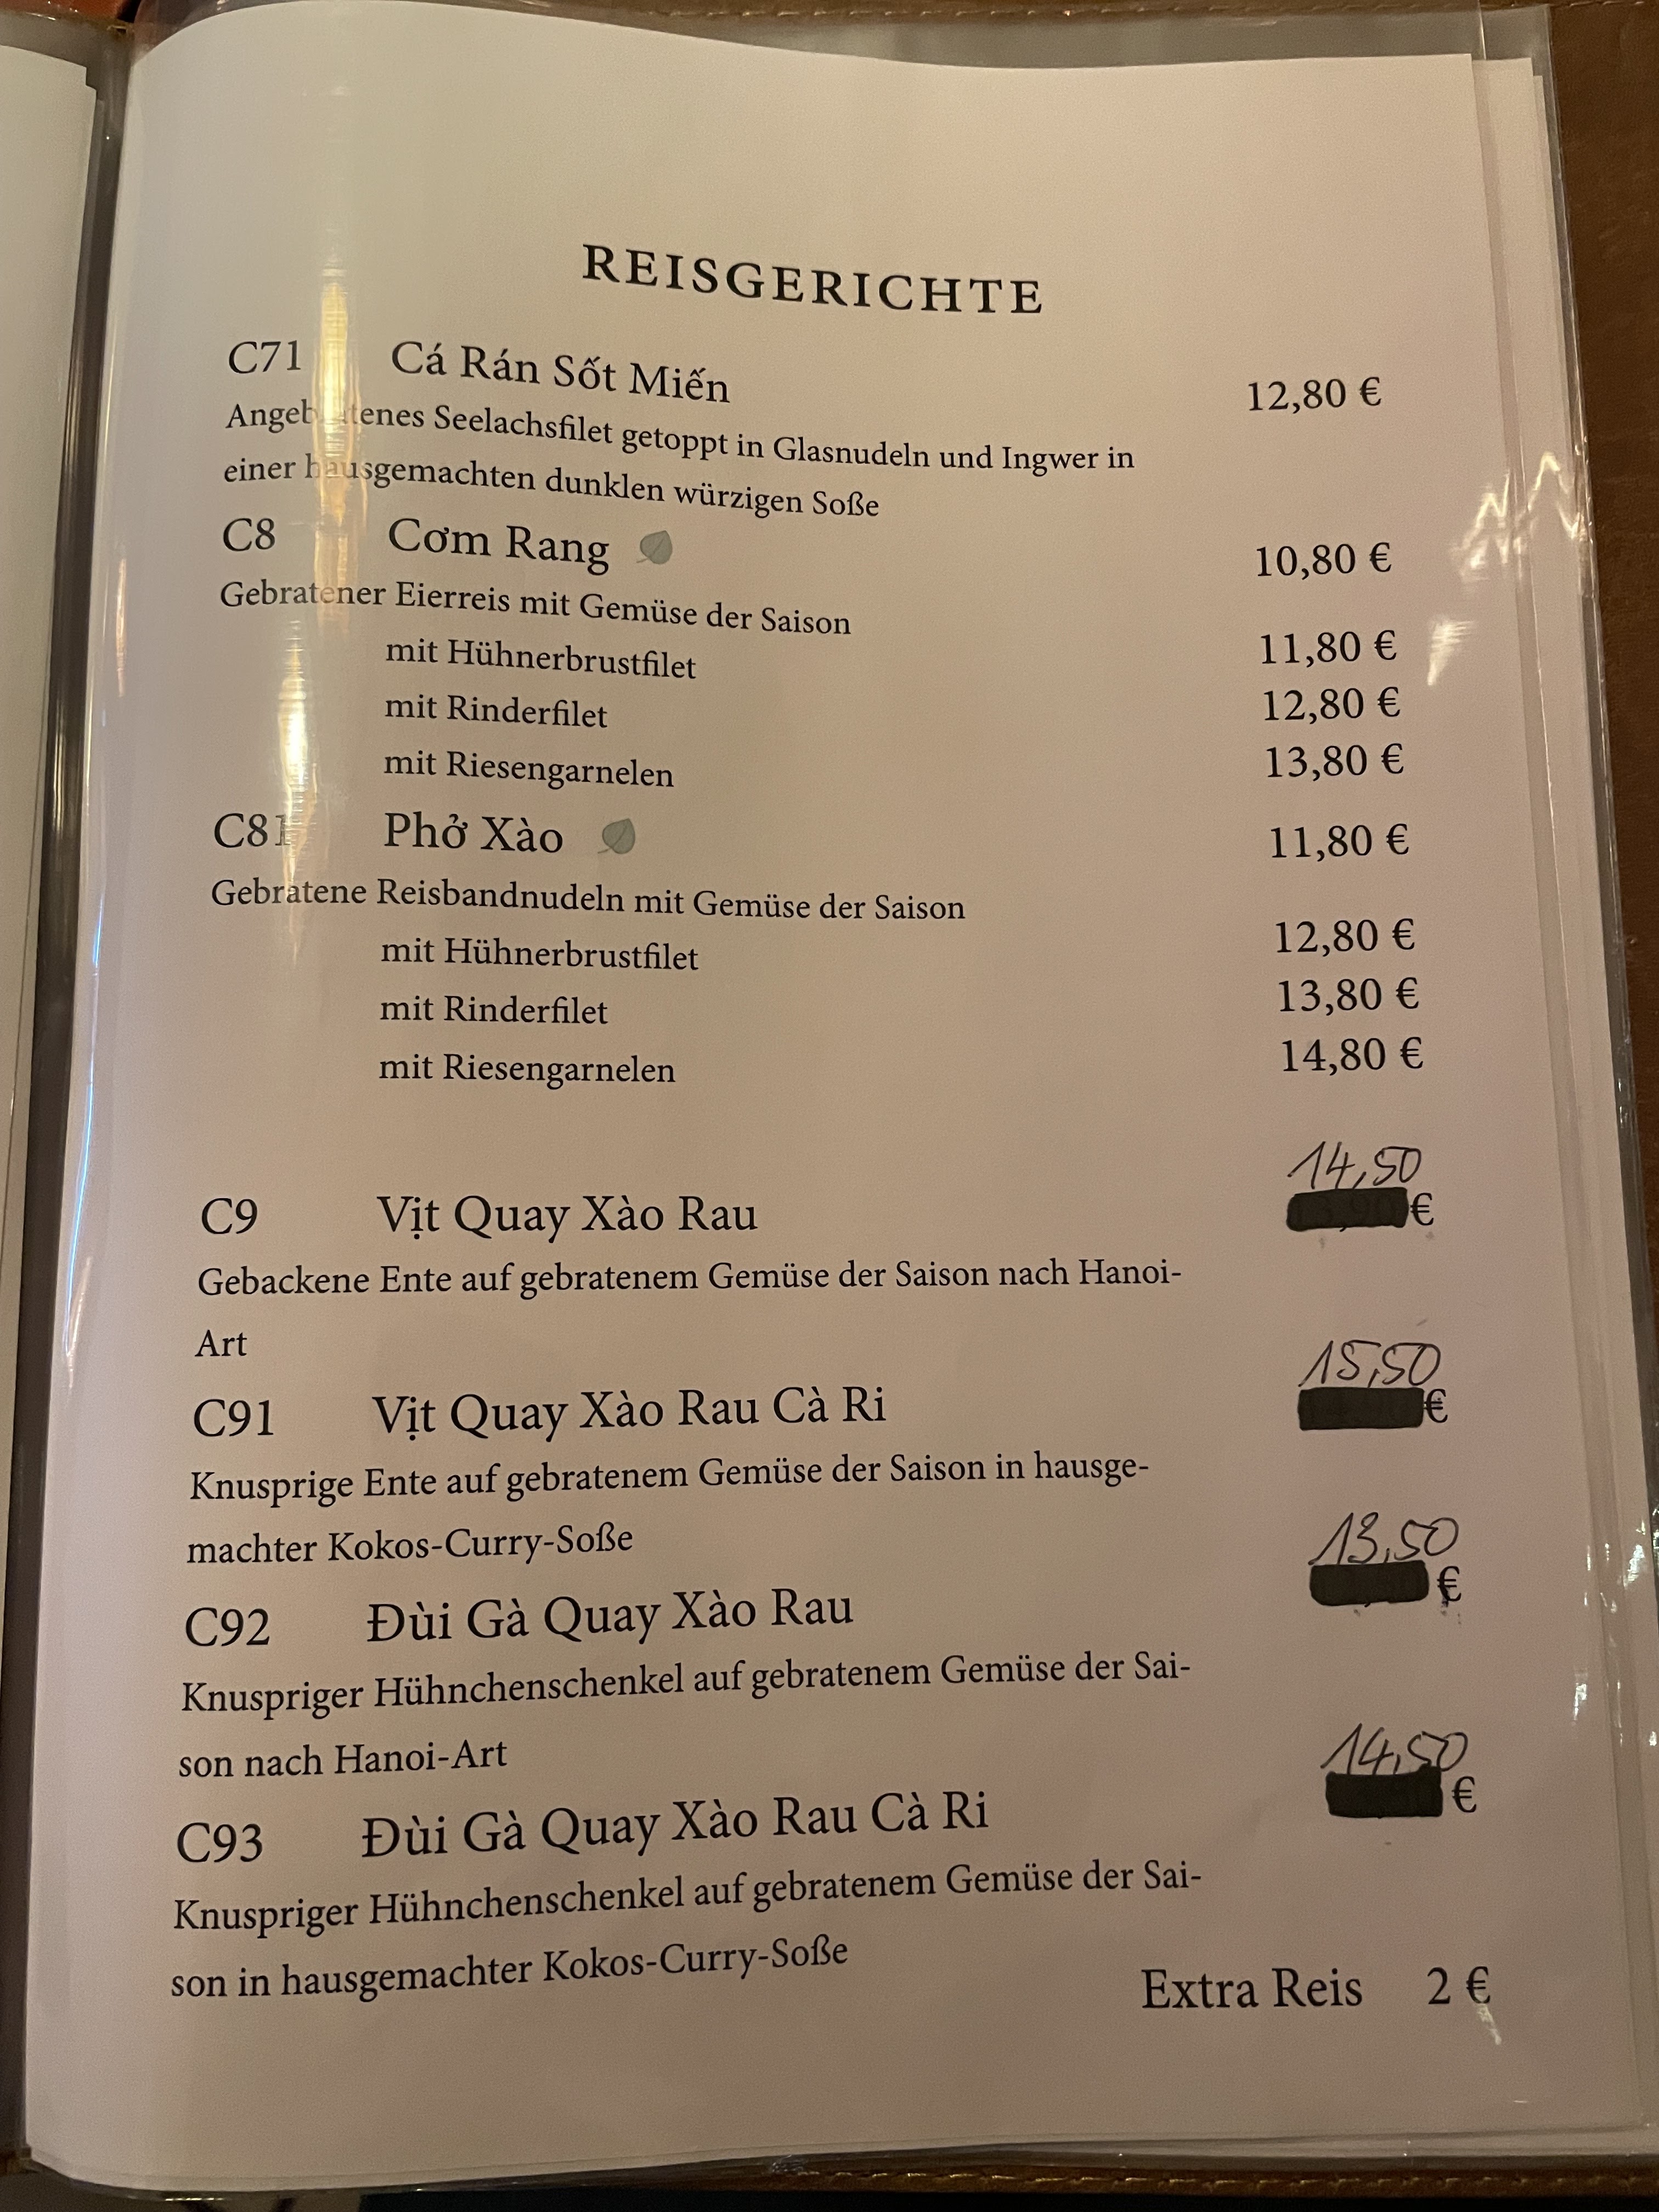 REISGERICHTE
C71 Cá Rán Sốt Miến 12,80 €
Angebratenes Seelachsfilet getoppt in Glasnudeln und Ingwer in
einer hausgemachten dunklen würzigen Soße
C8 Cơm Rang 10,80 €
Gebratener Eierreis mit Gemüse der Saison
mit Hühnerbrustfilet 11,80 €
mit Rinderfilet 12,80 €
mit Riesengarnelen 13,80 €
C81 Phở Xào 11,80 €
Gebratene Reisbandnudeln mit Gemüse der Saison
mit Hühnerbrustfilet 12,80 €
mit Rinderfilet 13,80 €
mit Riesengarnelen 14,80 €
14,50
C9 Vịt Quay Xào Rau €
Gebackene Ente auf gebratenem Gemüse der Saison nach Hanoi-
Art
15,50
C91 Vịt Quay Xào Rau Cà Ri €
Knusprige Ente auf gebratenem Gemüse der Saison in hausge-
machter Kokos-Curry-Soße
13,50
C92 Đùi Gà Quay Xào Rau €
Knuspriger Hühnchenschenkel auf gebratenem Gemüse der Sai-
son nach Hanoi-Art
14,50
C93 Đùi Gà Quay Xào Rau Cà Ri €
Knuspriger Hühnchenschenkel auf gebratenem Gemüse der Sai-
son in hausgemachter Kokos-Curry-Soße
Extra Reis 2 €